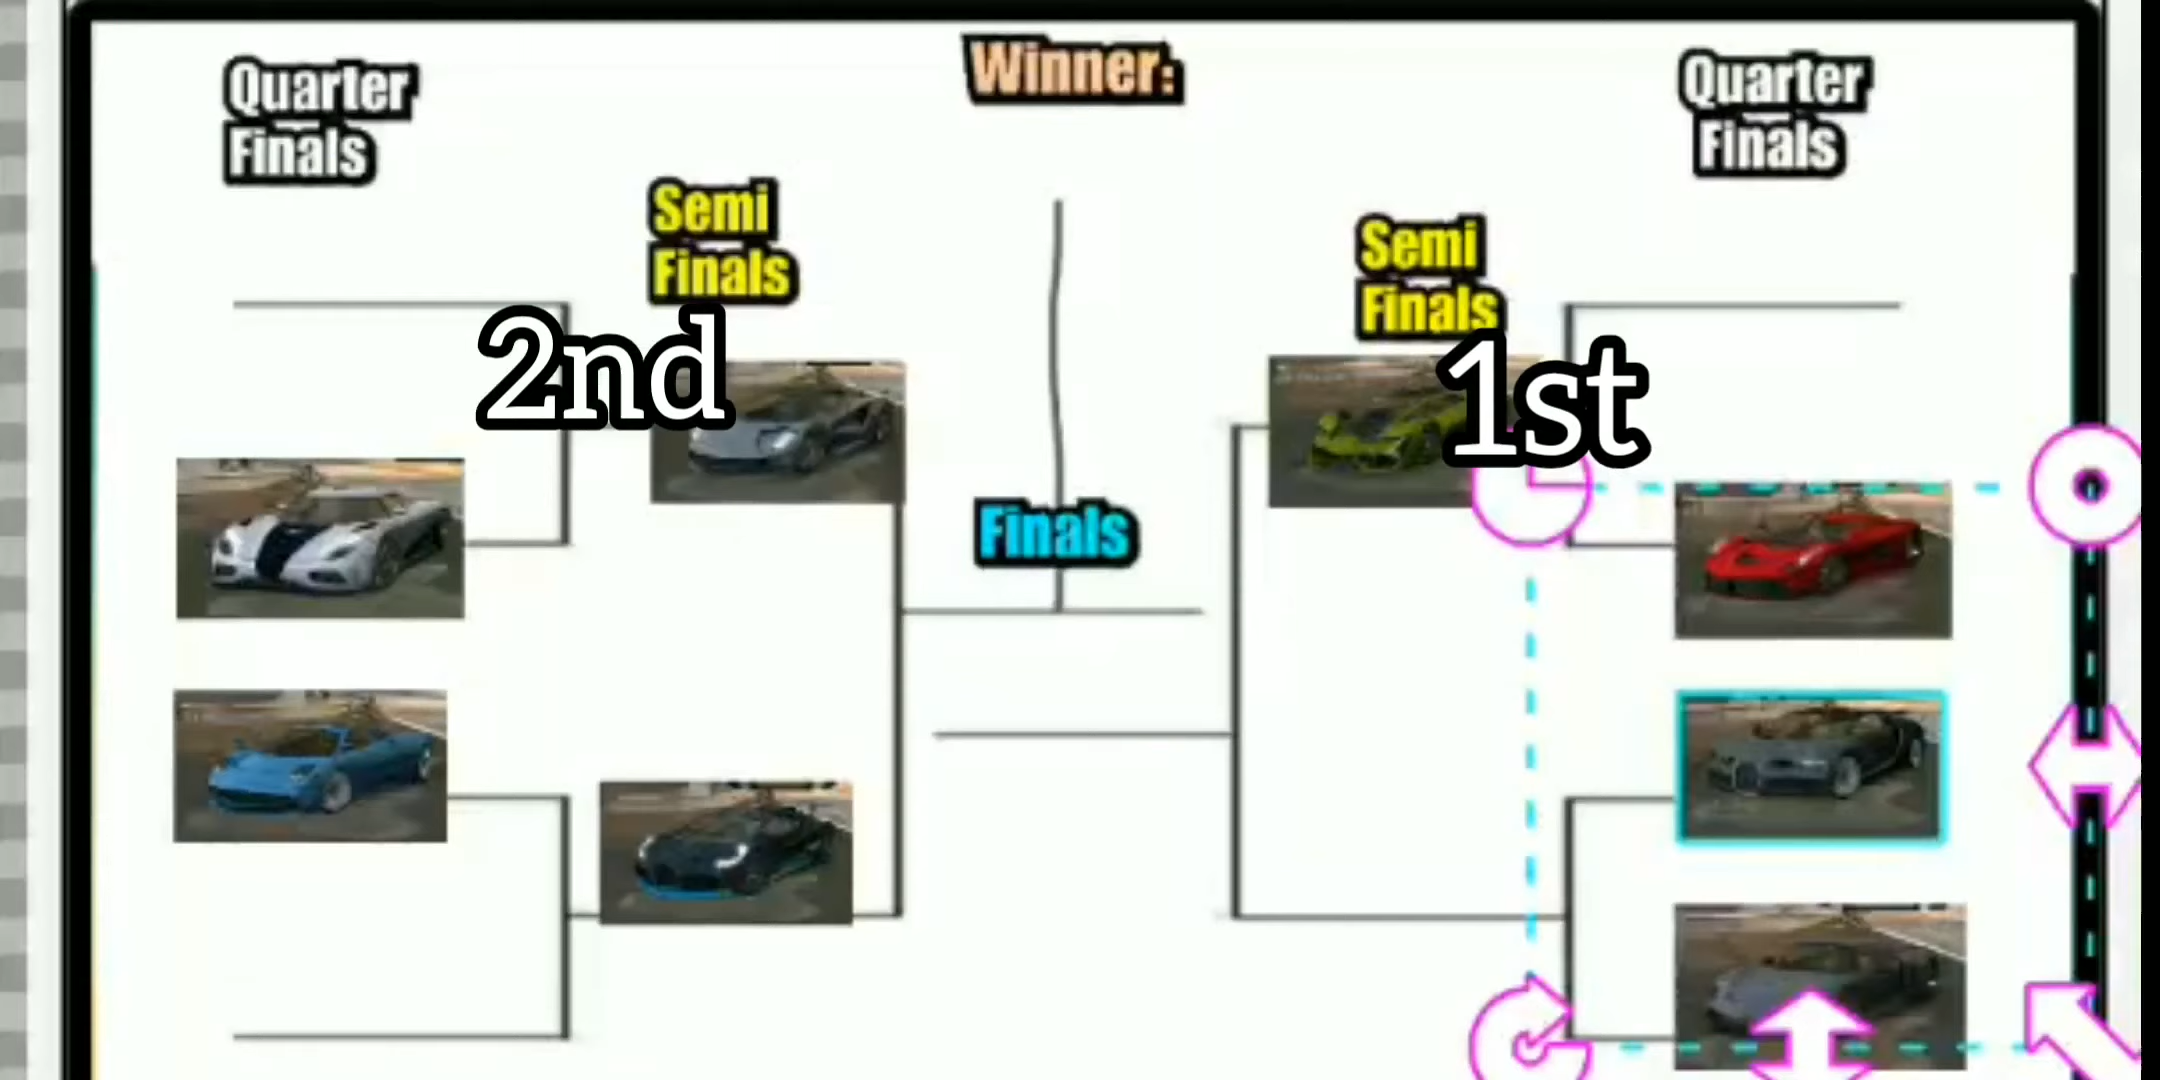 Winner:
Quarter
Finals
Quarter
Finals
Semi
Finals
Semi
Finals
2nd
1st
Finals